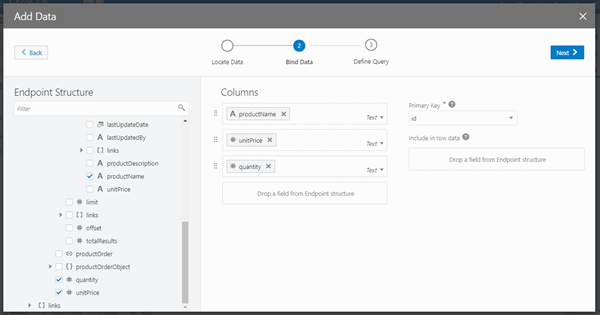 Add Data
Back
2
3
Next
Locate Data
Bind Data
Define Query
Endpoint Structure
Filter
lastUpdateDate
A lastUpdatedBy
[ ] links
A productDescription
A productName
A unitPrice
# limit
[ ] links
# offset
# totalResults
productOrder
{ } productOrderObject
# quantity
# unitPrice
[ ] links
Columns
A productName
Text
# unitPrice
Text
# quantity
Text
Drop a field from Endpoint structure
Primary Key * ?
id
Include in row data ?
Drop a field from Endpoint structure